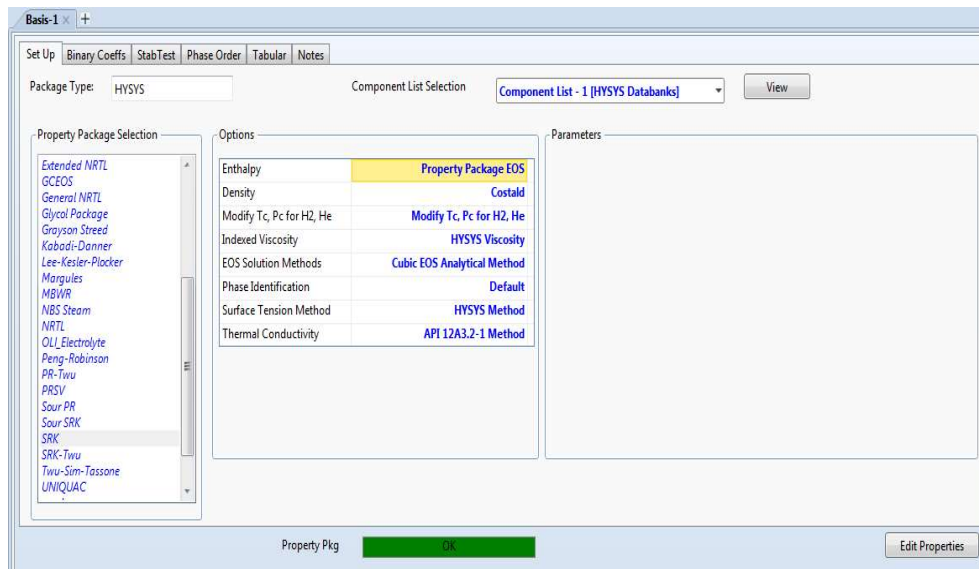 Basis-1 × +
Set Up Binary Coeffs StabTest Phase Order Tabular Notes
Package Type: HYSYS Component List Selection Component List - 1 [HYSYS Databanks] View
Property Package Selection
Extended NRTL
GCEOS
General NRTL
Glycol Package
Grayson Streed
Kabadi-Danner
Lee-Kesler-Plocker
Margules
MBWR
NBS Steam
NRTL
OLI_Electrolyte
Peng-Robinson
PR-Twu
PRSV
Sour PR
Sour SRK
SRK
SRK-Twu
Twu-Sim-Tassone
UNIQUAC
Options
Enthalpy Property Package EOS
Density Costald
Modify Tc, Pc for H2, He Modify Tc, Pc for H2, He
Indexed Viscosity HYSYS Viscosity
EOS Solution Methods Cubic EOS Analytical Method
Phase Identification Default
Surface Tension Method HYSYS Method
Thermal Conductivity API 12A3.2-1 Method
Parameters
Property Pkg OK Edit Properties